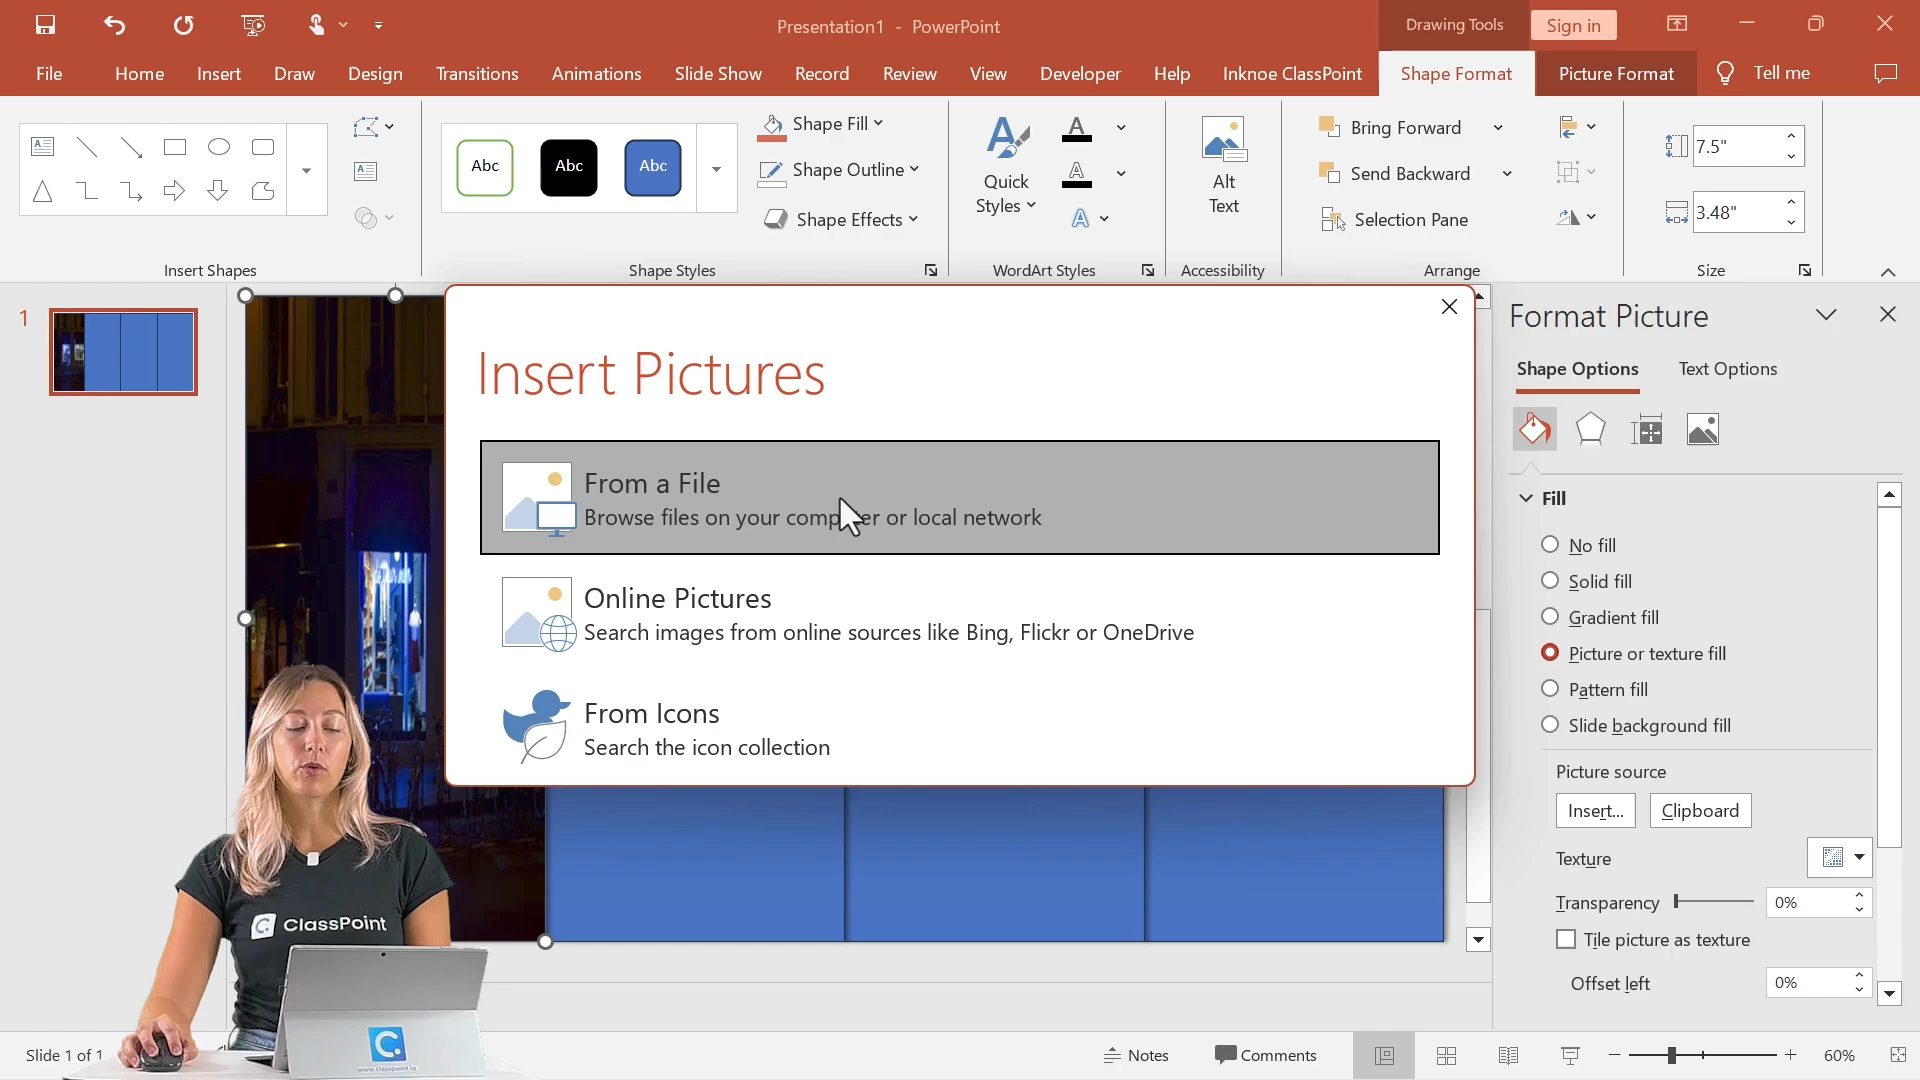 Presentation1 - PowerPoint
Drawing Tools
Sign in
File
Home
Insert
Draw
Design
Transitions
Animations
Slide Show
Record
Review
View
Developer
Help
Inknoe ClassPoint
Shape Format
Picture Format
Tell me
Abc
Abc
Abc
Shape Fill
Shape Outline
Shape Effects
Quick
Styles
A
A
A
Alt
Text
Bring Forward
Send Backward
Selection Pane
7.5"
3.48"
Insert Shapes
Shape Styles
WordArt Styles
Accessibility
Arrange
Size
1
Insert Pictures
From a File
Browse files on your computer or local network
Online Pictures
Search images from online sources like Bing, Flickr or OneDrive
From Icons
Search the icon collection
Format Picture
Shape Options
Text Options
Fill
No fill
Solid fill
Gradient fill
Picture or texture fill
Pattern fill
Slide background fill
Picture source
Insert...
Clipboard
Texture
Transparency
0%
Tile picture as texture
Offset left
0%
ClassPoint
C.
www.classpoint.io
Slide 1 of 1
Notes
Comments
60%